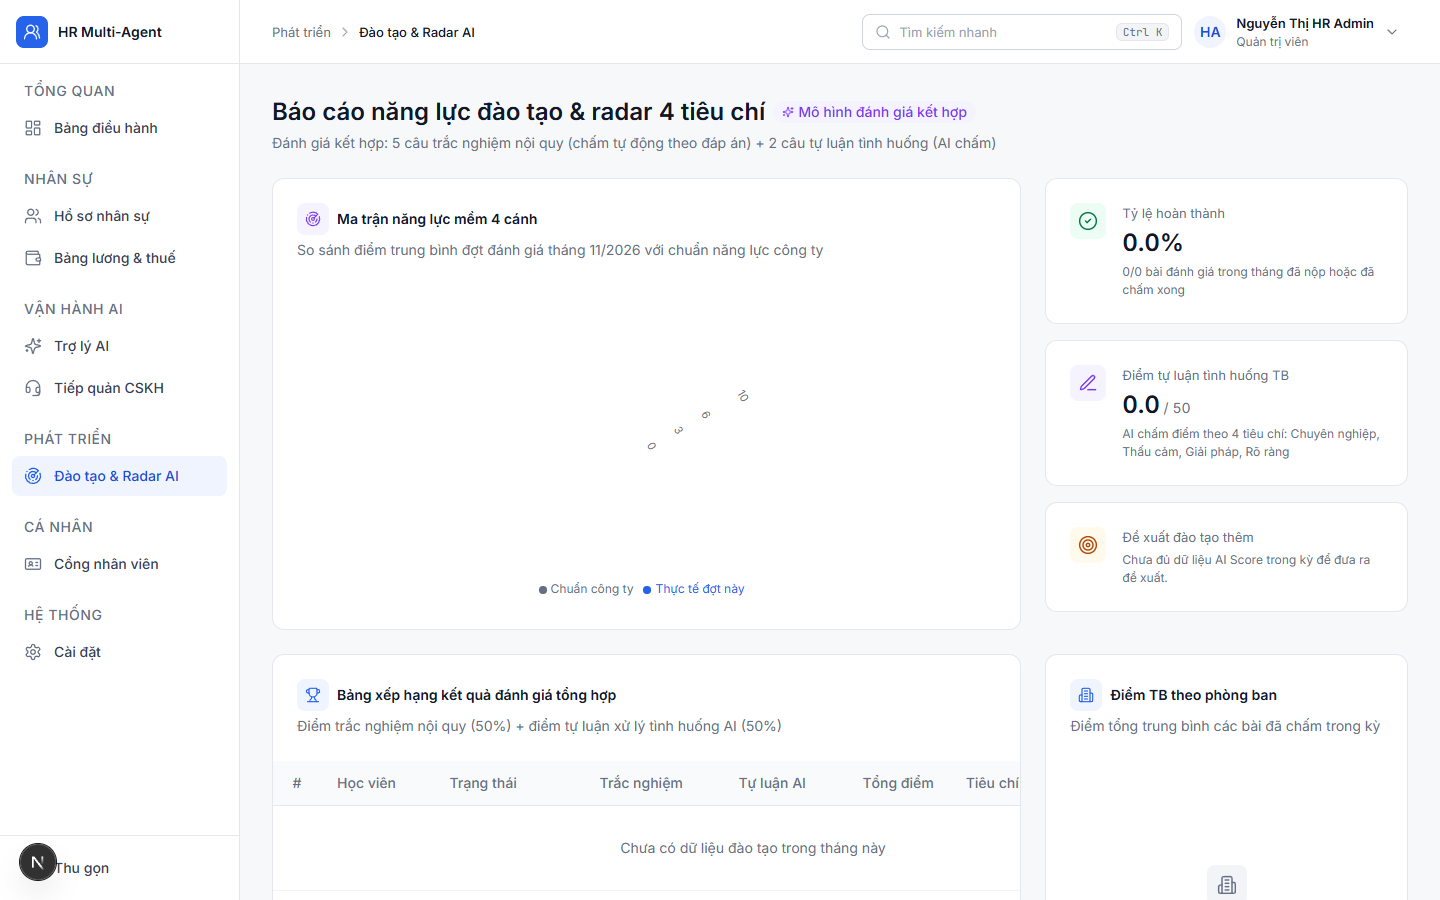 HR Multi-Agent
Phát triển > Đào tạo & Radar AI
Tìm kiếm nhanh
Ctrl K
HA
Nguyễn Thị HR Admin
Quản trị viên
TỔNG QUAN
Bảng điều hành
NHÂN SỰ
Hồ sơ nhân sự
Bảng lương & thuế
VẬN HÀNH AI
Trợ lý AI
Tiếp quản CSKH
PHÁT TRIỂN
Đào tạo & Radar AI
CÁ NHÂN
Cổng nhân viên
HỆ THỐNG
Cài đặt
N
Thu gọn
Báo cáo năng lực đào tạo & radar 4 tiêu chí
Mô hình đánh giá kết hợp
Đánh giá kết hợp: 5 câu trắc nghiệm nội quy (chấm tự động theo đáp án) + 2 câu tự luận tình huống (AI chấm)
Ma trận năng lực mềm 4 cánh
So sánh điểm trung bình đợt đánh giá tháng 11/2026 với chuẩn năng lực công ty
10
6
3
0
Chuẩn công ty
Thực tế đợt này
Tỷ lệ hoàn thành
0.0%
0/0 bài đánh giá trong tháng đã nộp hoặc đã
chấm xong
Điểm tự luận tình huống TB
0.0 / 50
AI chấm điểm theo 4 tiêu chí: Chuyên nghiệp,
Thấu cảm, Giải pháp, Rõ ràng
Đề xuất đào tạo thêm
Chưa đủ dữ liệu AI Score trong kỳ để đưa ra
đề xuất.
Bảng xếp hạng kết quả đánh giá tổng hợp
Điểm trắc nghiệm nội quy (50%) + điểm tự luận xử lý tình huống AI (50%)
# Học viên Trạng thái Trắc nghiệm Tự luận AI Tổng điểm Tiêu chí
Chưa có dữ liệu đào tạo trong tháng này
Điểm TB theo phòng ban
Điểm tổng trung bình các bài đã chấm trong kỳ